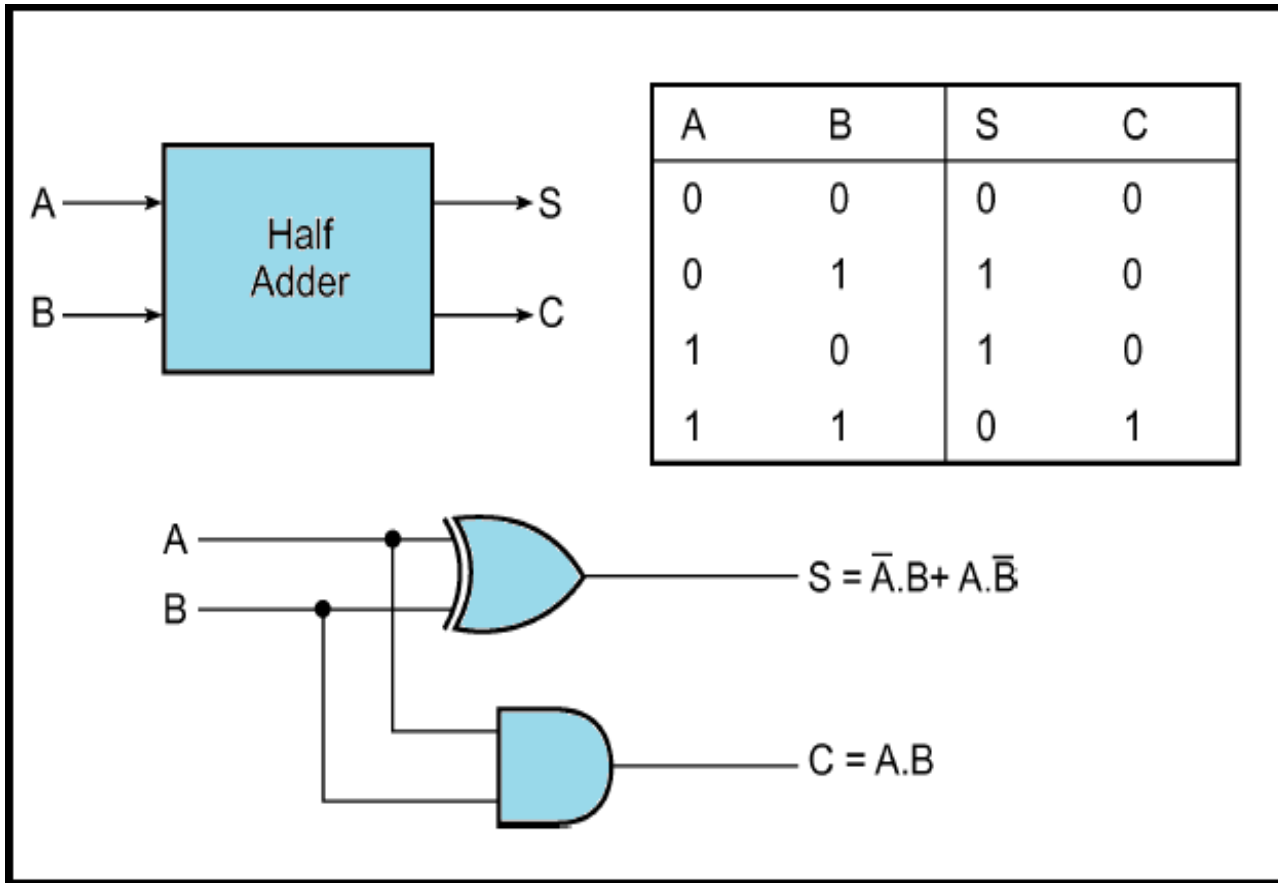 A
B
Half
Adder
S
C
A B S C
0 0 0 0
0 1 1 0
1 0 1 0
1 1 0 1
A
B
S = A̅.B+ A.B̅
C = A.B